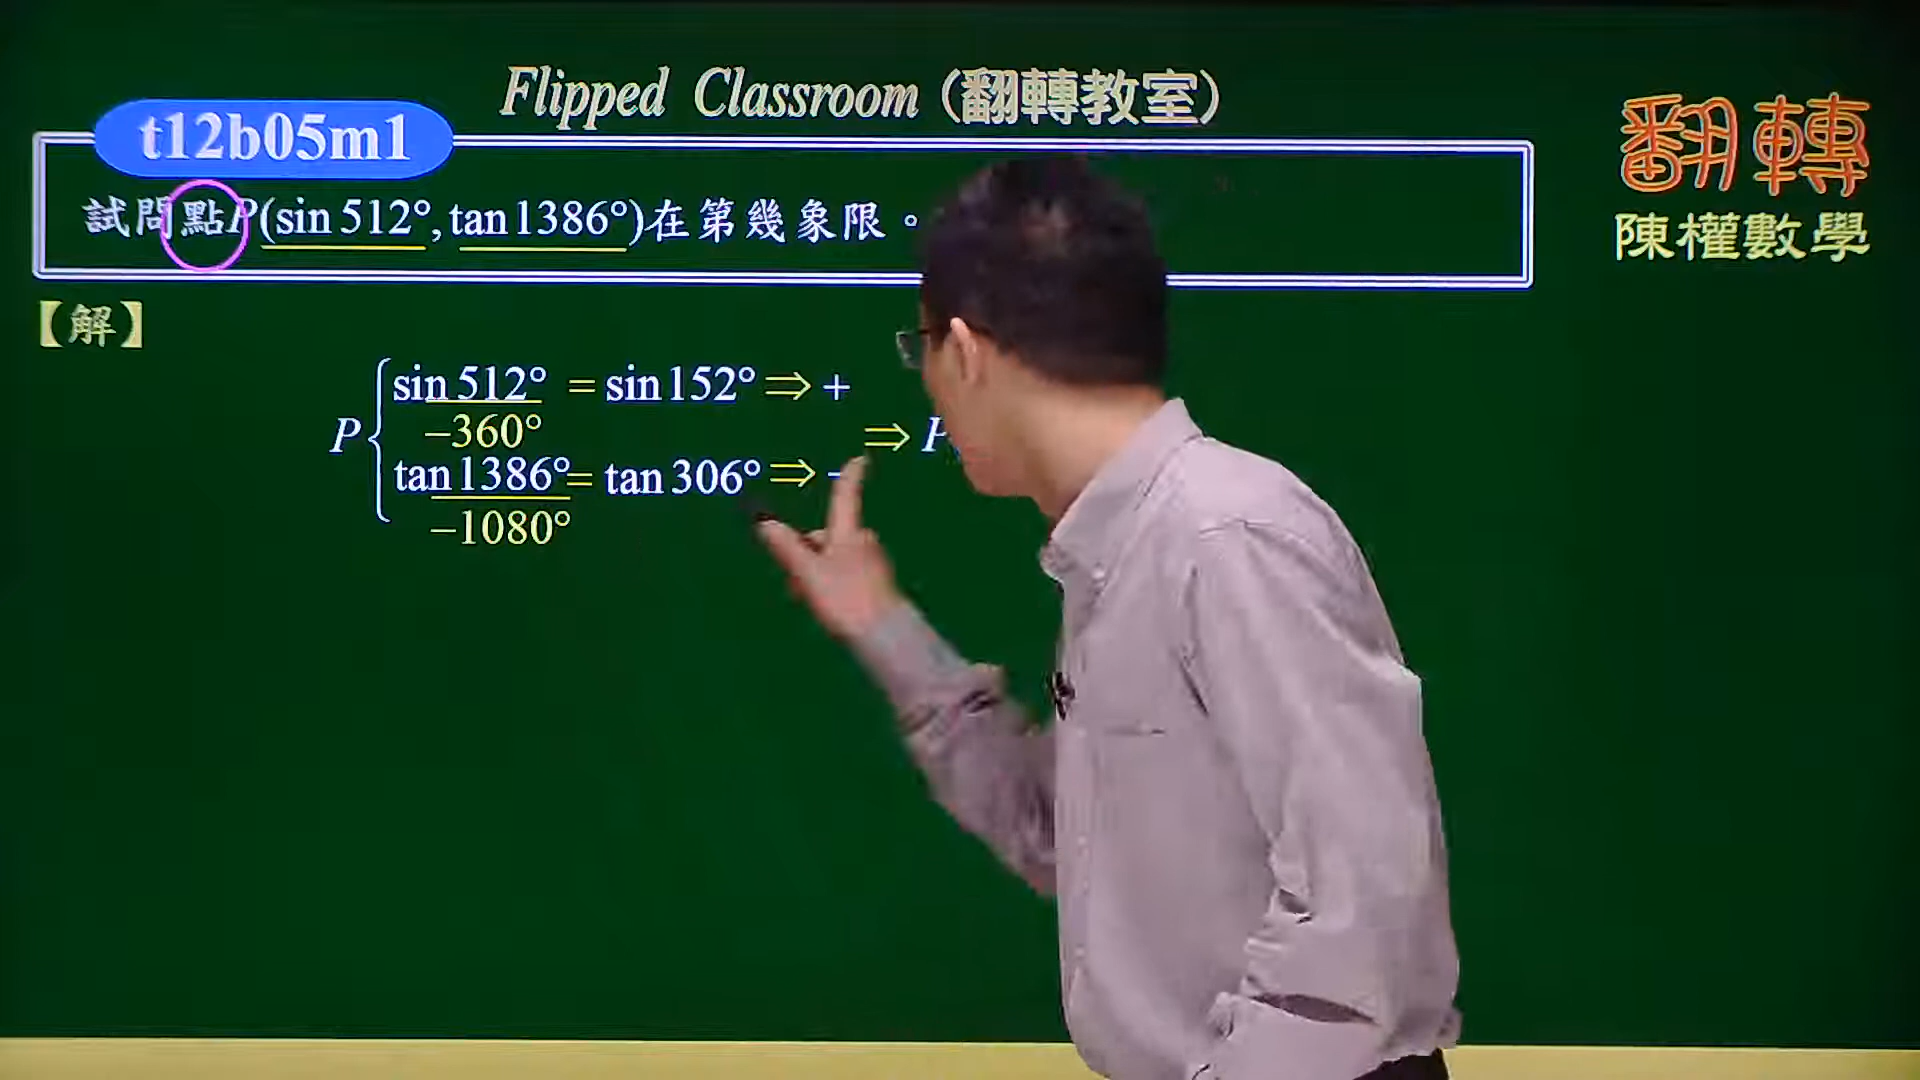 Flipped Classroom (翻轉教室)
t12b05m1
翻轉
陳權數學
試問點P(sin 512°, tan 1386°)在第幾象限。
【解】
sin 512° = sin 152° ⇒ +
−360°
P { ⇒ P
tan 1386° = tan 306° ⇒ −
−1080°